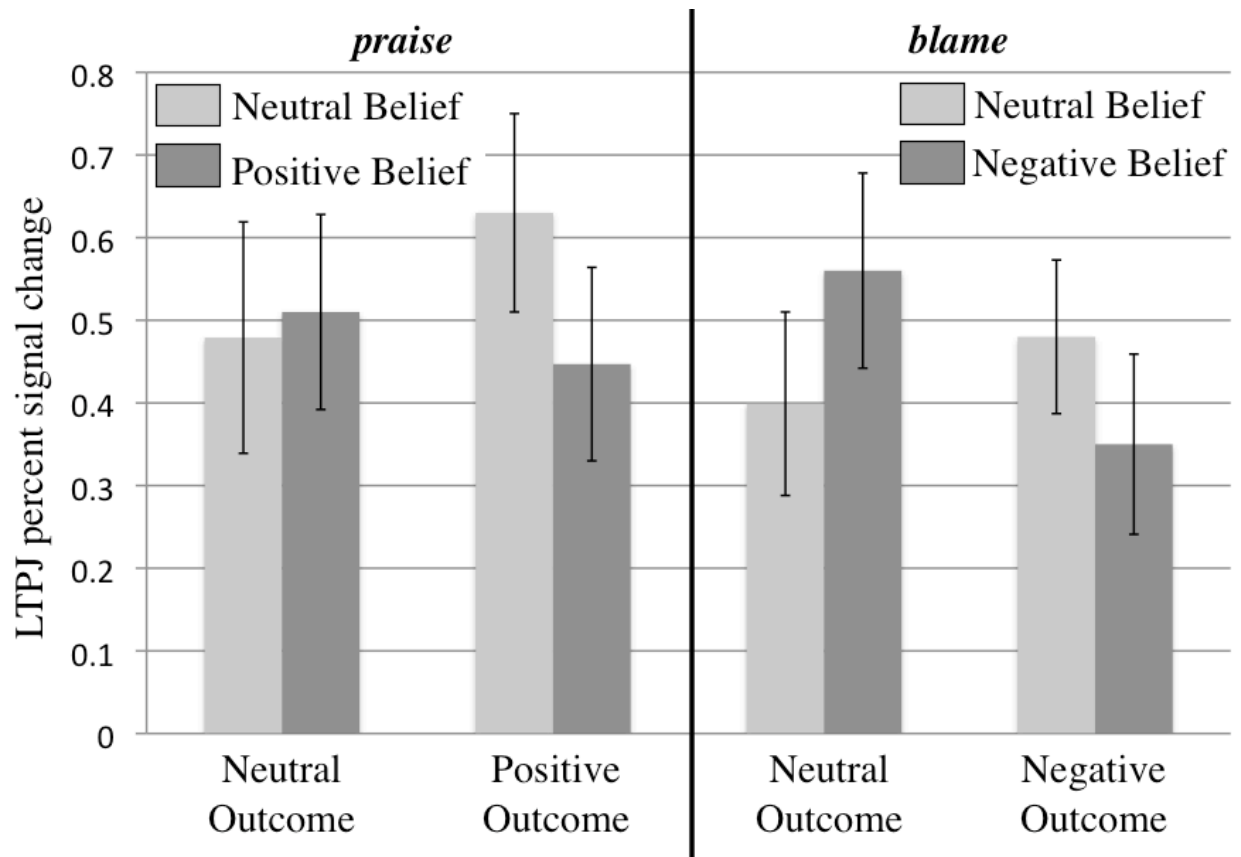 praise
blame
LTPJ percent signal change
0.8
0.7
0.6
0.5
0.4
0.3
0.2
0.1
0
Neutral Belief
Positive Belief
Neutral Belief
Negative Belief
Neutral
Outcome
Positive
Outcome
Neutral
Outcome
Negative
Outcome